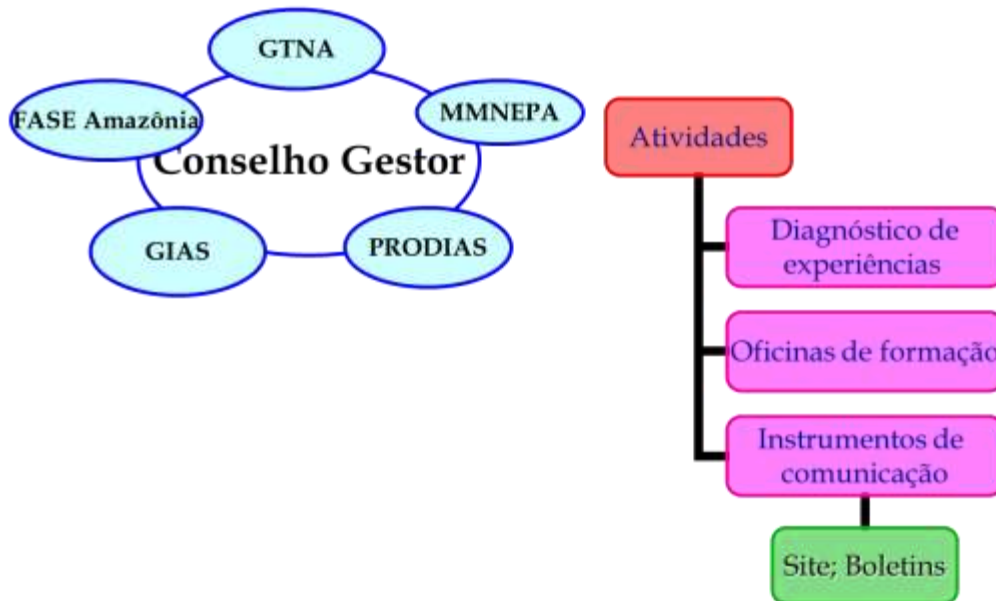 GTNA
FASE Amazônia
MMNEPA
Conselho Gestor
GIAS
PRODIAS
Atividades
Diagnóstico de
experiências
Oficinas de formação
Instrumentos de
comunicação
Site; Boletins